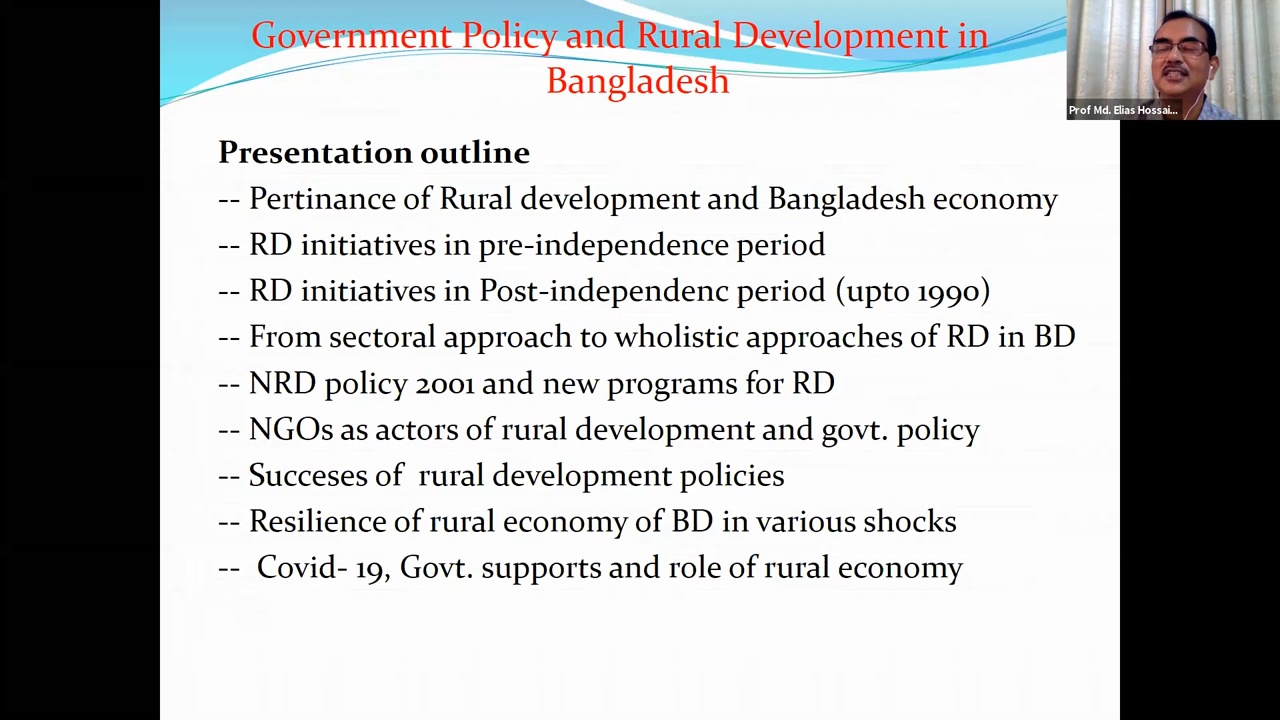 Government Policy and Rural Development in
Bangladesh
Prof Md. Elias Hossai...
Presentation outline
-- Pertinance of Rural development and Bangladesh economy
-- RD initiatives in pre-independence period
-- RD initiatives in Post-independenc period (upto 1990)
-- From sectoral approach to wholistic approaches of RD in BD
-- NRD policy 2001 and new programs for RD
-- NGOs as actors of rural development and govt. policy
-- Succeses of  rural development policies
-- Resilience of rural economy of BD in various shocks
--  Covid- 19, Govt. supports and role of rural economy